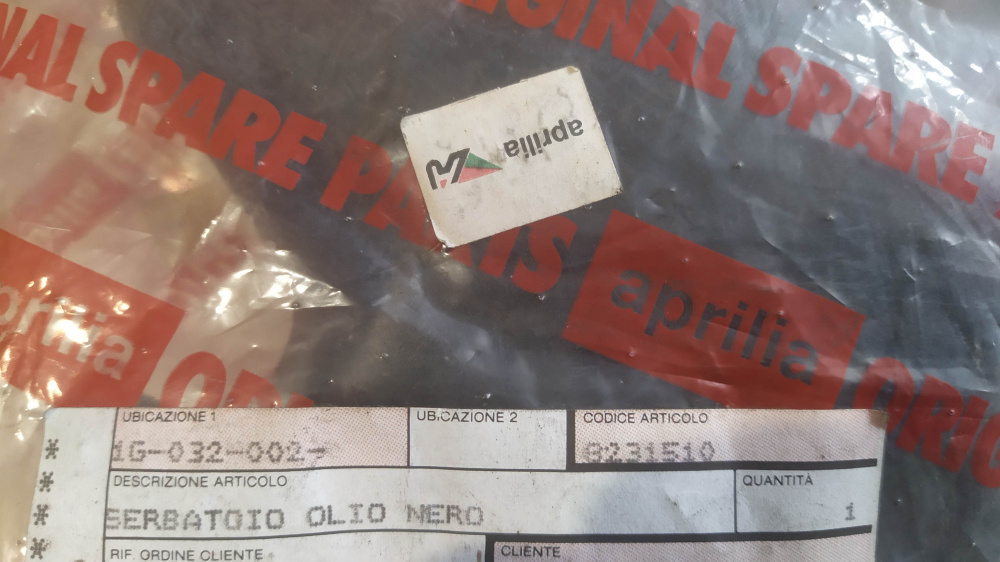 NAL SPARE PARTS
ORIGINAL SPARE
aprilia
aprilia
aprilia
ORIG
UBICAZIONE 1
UBICAZIONE 2
CODICE ARTICOLO
1G-032-002-
8231510
DESCRIZIONE ARTICOLO
QUANTITÀ
SERBATOIO OLIO NERO
1
RIF. ORDINE CLIENTE
CLIENTE